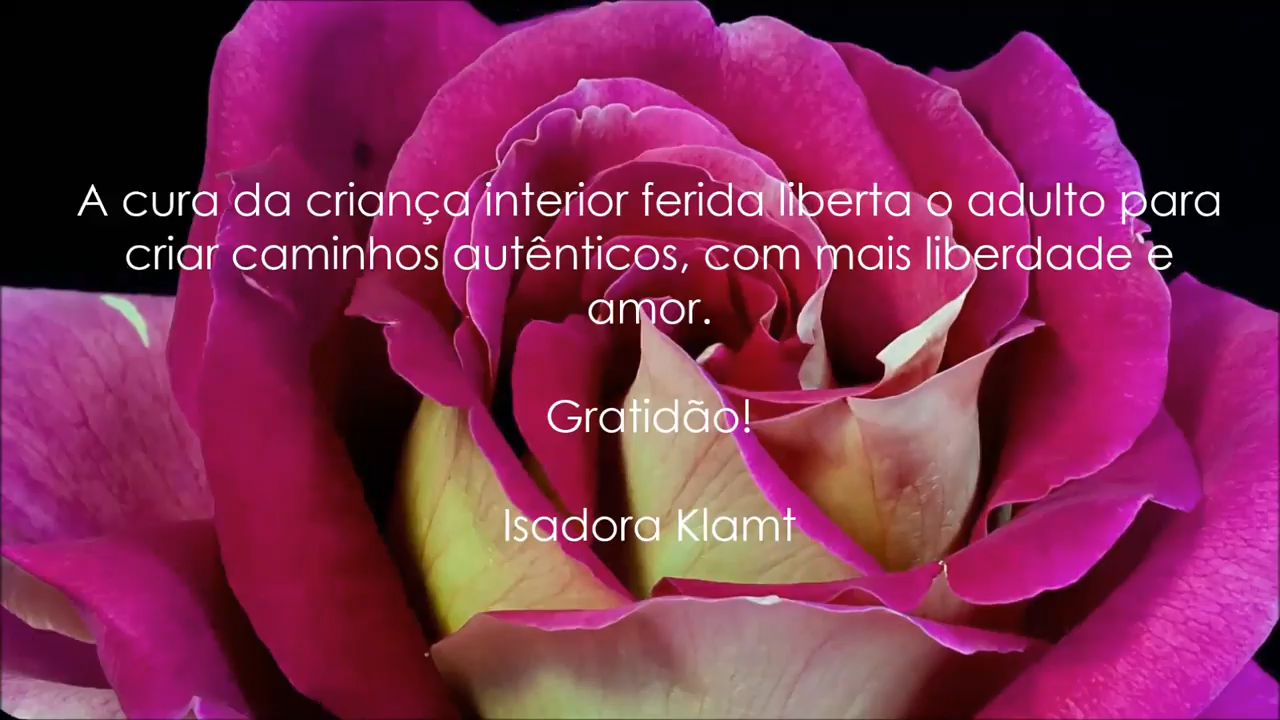 A cura da criança interior ferida liberta o adulto para
criar caminhos autênticos, com mais liberdade e
amor.
Gratidão!
Isadora Klamt